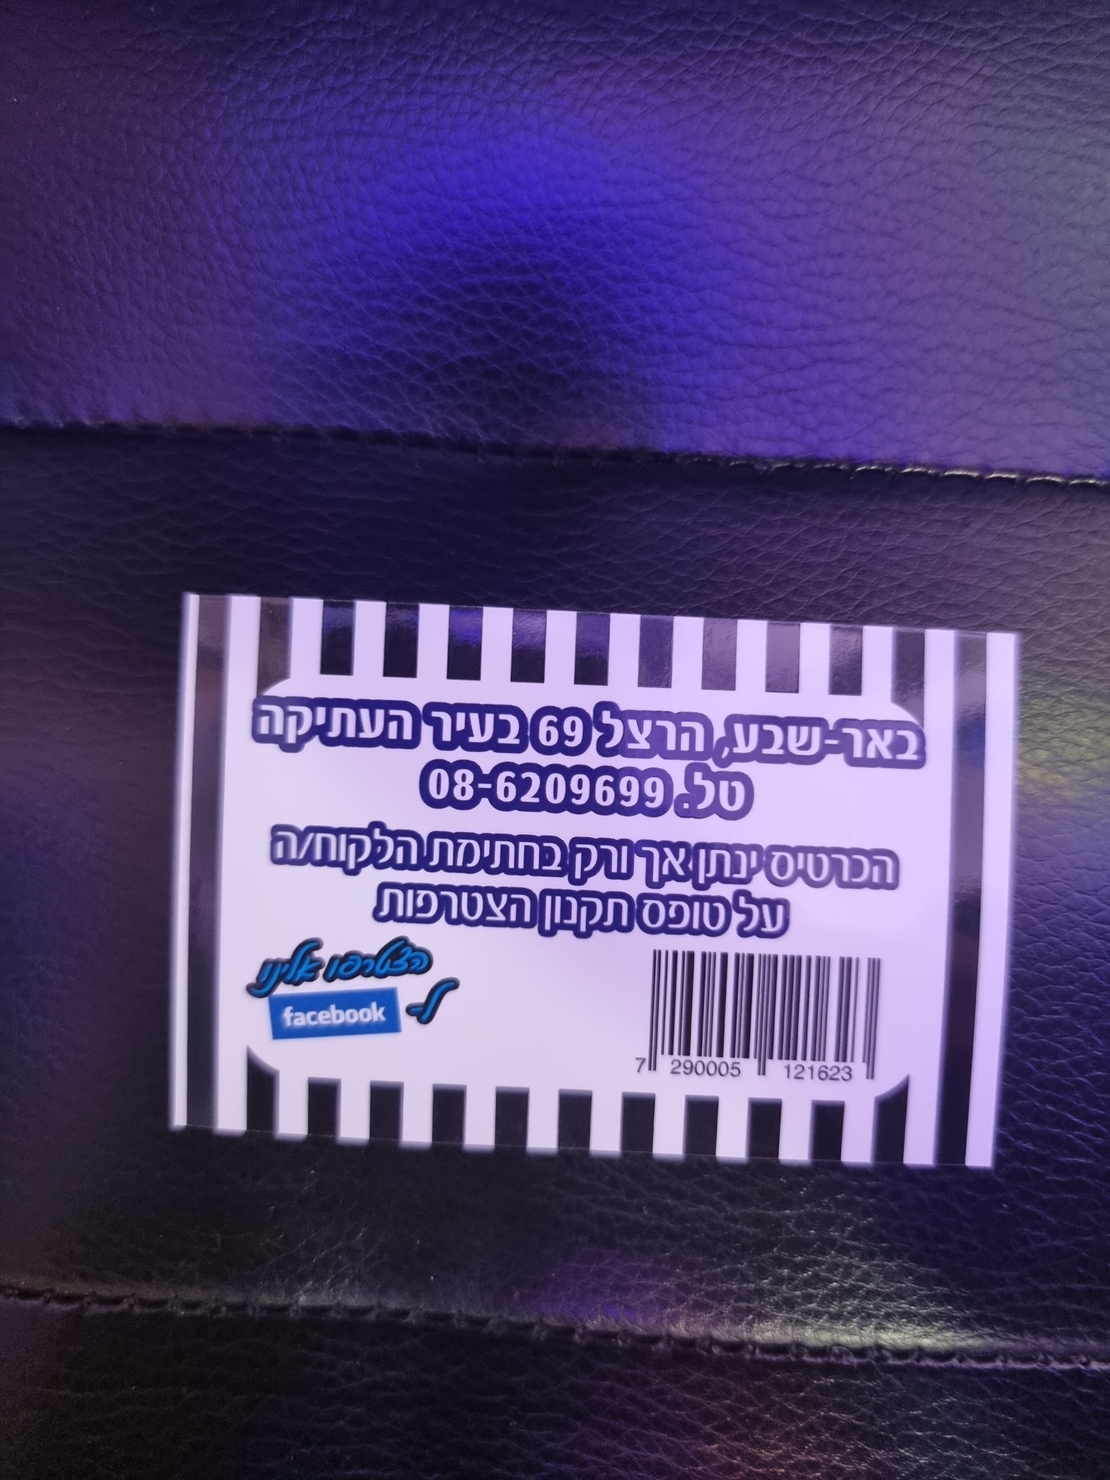 באר-שבע, הרצל 69 בעיר העתיקה
טל. 08-6209699
הכרטיס ינתן אך ורק בחתימת הלקוח/ה
על טופס תקנון הצטרפות
הצטרפו אלינו
ל- facebook
7 290005 121623